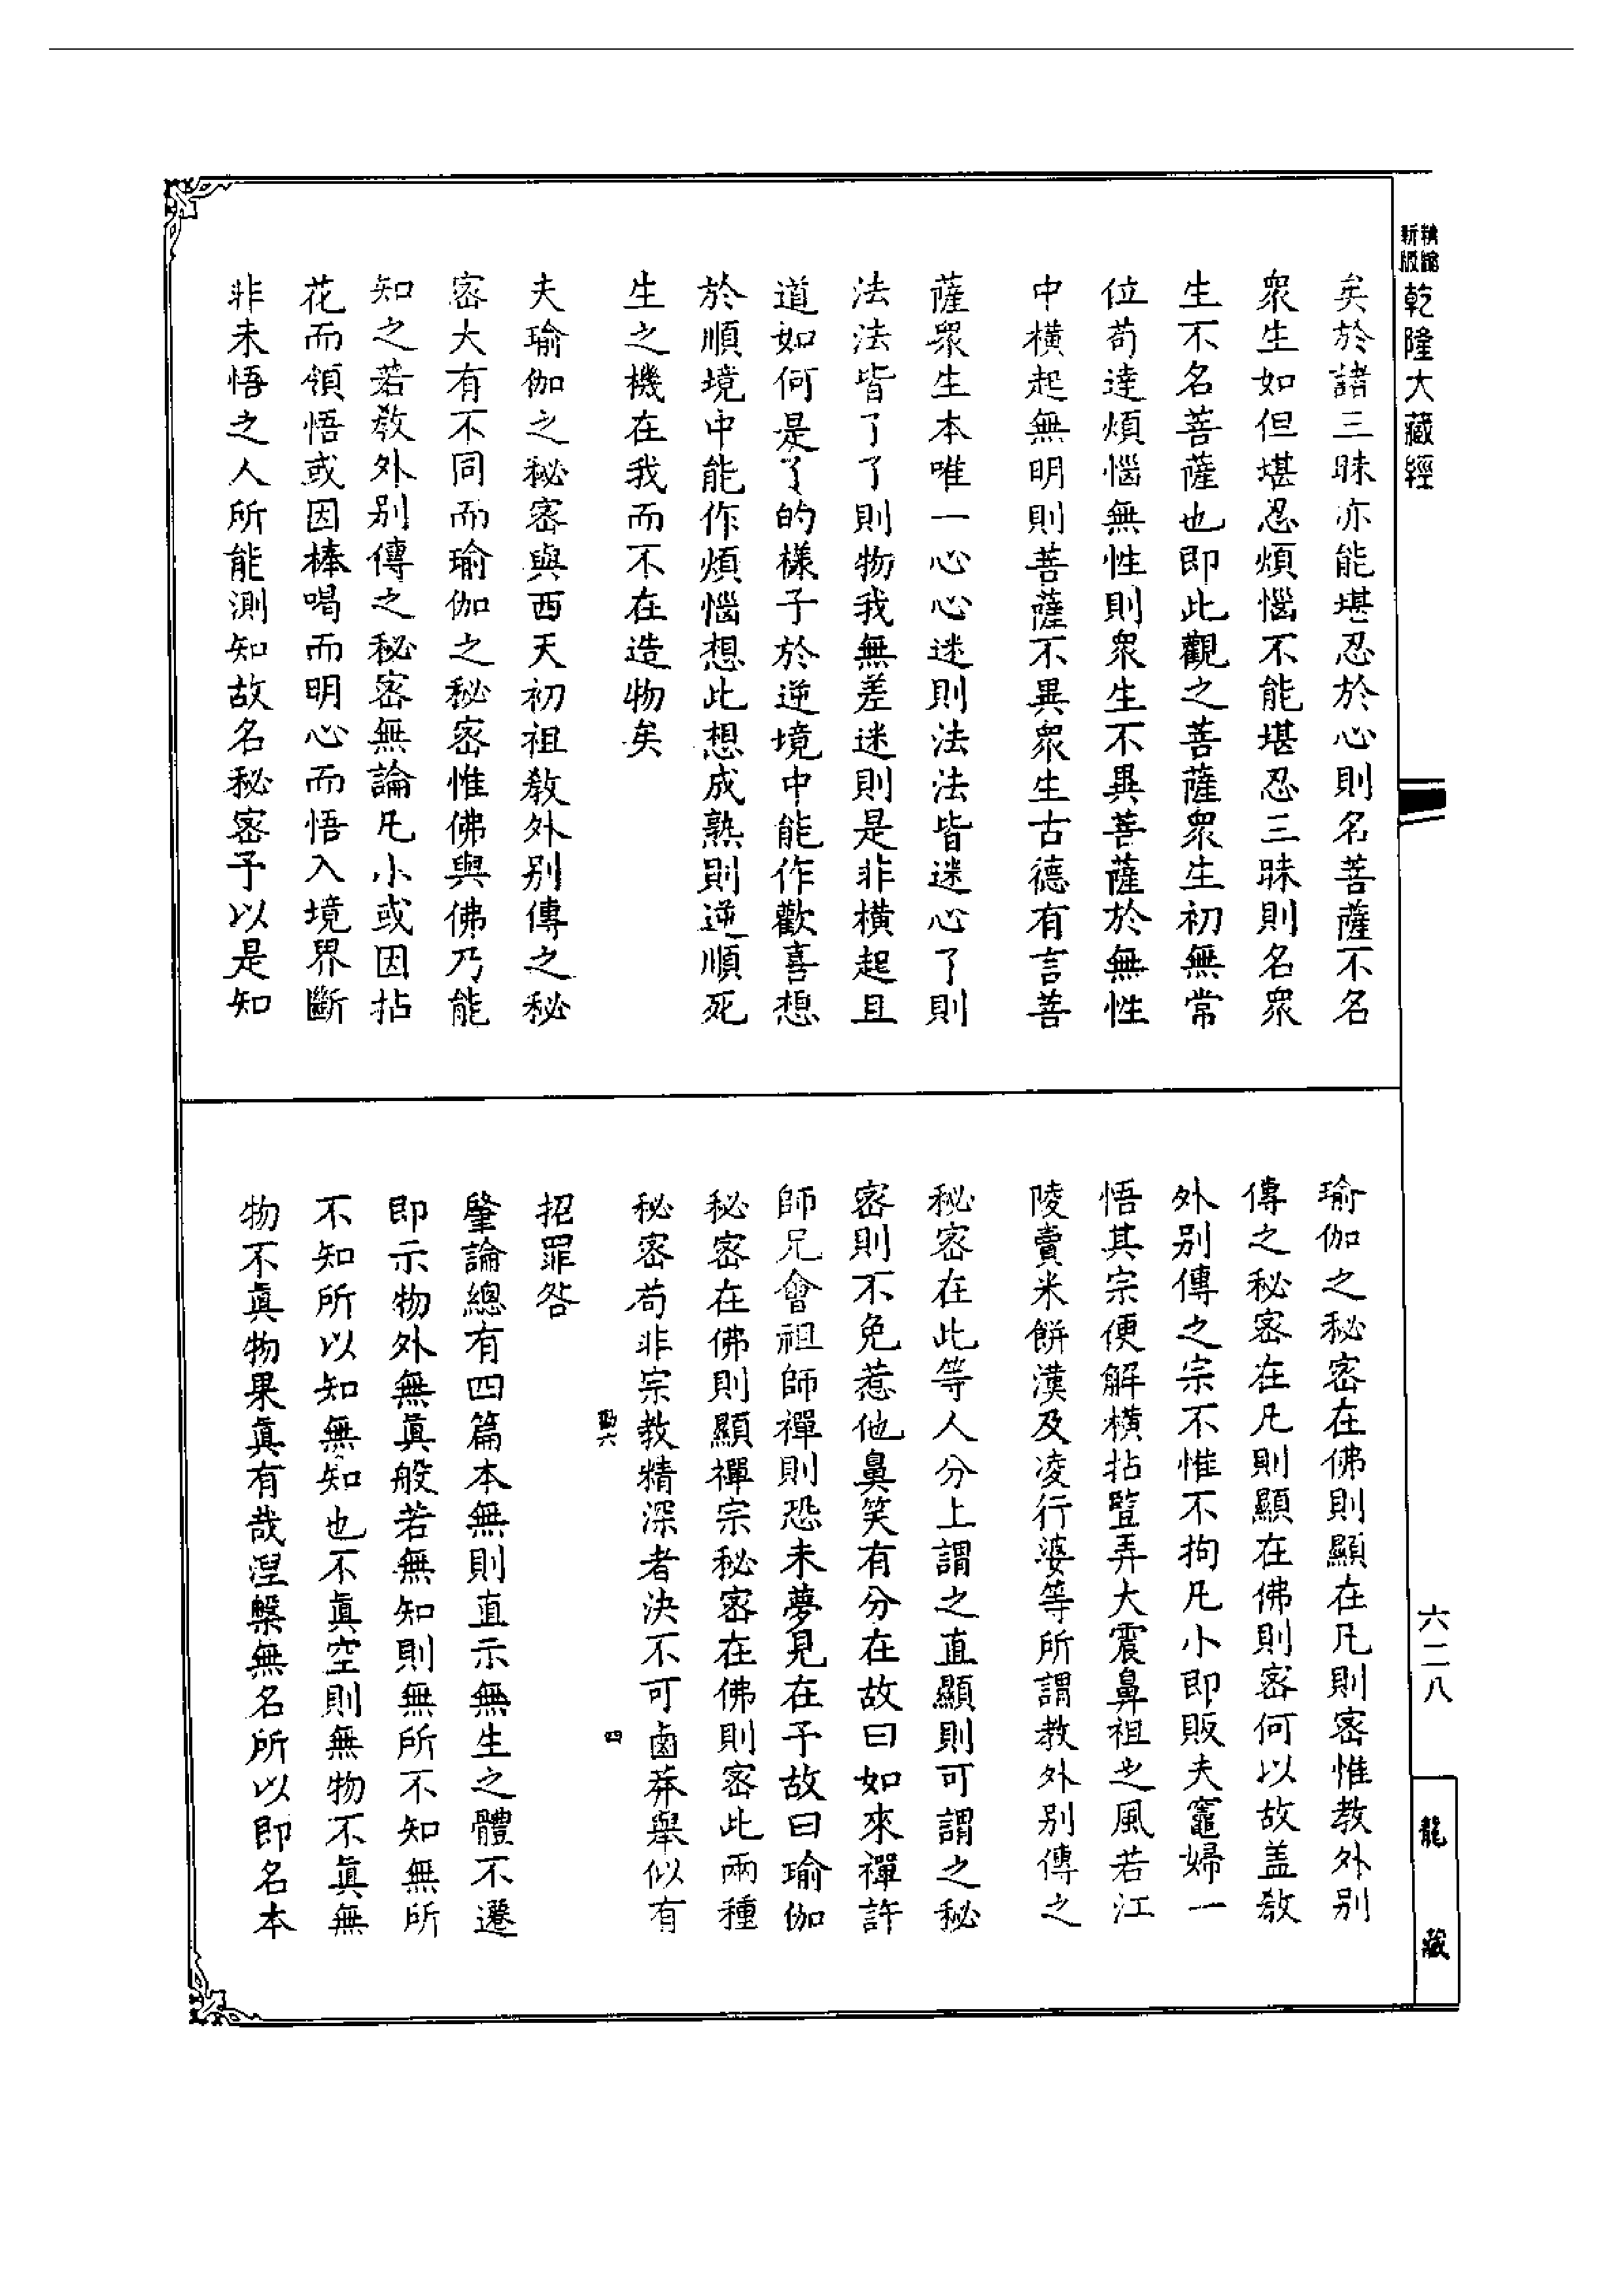 新版精縮
乾隆大藏經
矣於諸三昧亦能堪忍於心則名菩薩不名
衆生如但堪忍煩惱不能堪忍三昧則名衆
生不名菩薩也即此觀之菩薩衆生初無常
位苟達煩惱無性則衆生不異菩薩於無性
中橫起無明則菩薩不異衆生古德有言菩
薩衆生本唯一心心迷則法法皆迷心了則
法法皆了了則物我無差迷則是非橫起且
道如何是了的樣子於逆境中能作歡喜想
於順境中能作煩惱想此想成熟則逆順死
生之機在我而不在造物矣
夫瑜伽之秘密與西天初祖教外別傳之秘
密大有不同而瑜伽之秘密惟佛與佛乃能
知之若教外別傳之秘密無論凡小或因拈
花而領悟或因棒喝而明心而悟入境界斷
非未悟之人所能測知故名秘密予以是知
瑜伽之秘密在佛則顯在凡則密惟教外別
傳之秘密在凡則顯在佛則密何以故盖教
外別傳之宗不惟不拘凡小即販夫竈婦一
悟其宗便解橫拈豎弄大震鼻祖之風若江
陵賣米餅漢及凌行婆等所謂教外別傳之
秘密在此等人分上謂之直顯則可謂之秘
密則不免惹他鼻笑有分在故曰如來禪許
師兄會祖師禪則恐未夢見在予故曰瑜伽
秘密在佛則顯禪宗秘密在佛則密此兩種
秘密苟非宗教精深者決不可鹵莽舉似有
勤六
四
招罪咎
肇論總有四篇本無則直示無生之體不遷
即示物外無真般若無知則無所不知無所
不知所以知無知也不真空則無物不真無
物不真物果真有哉涅槃無名所以即名本
六二八
龍藏